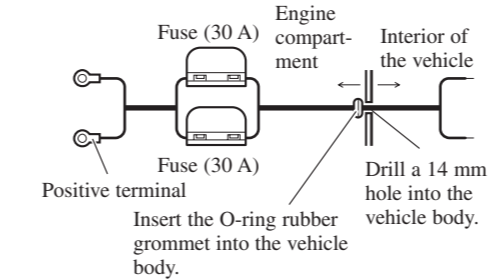 Fuse (30 A)
Engine
compart-
ment
Interior of
the vehicle
Fuse (30 A)
Positive terminal
Drill a 14 mm
hole into the
vehicle body.
Insert the O-ring rubber
grommet into the vehicle
body.